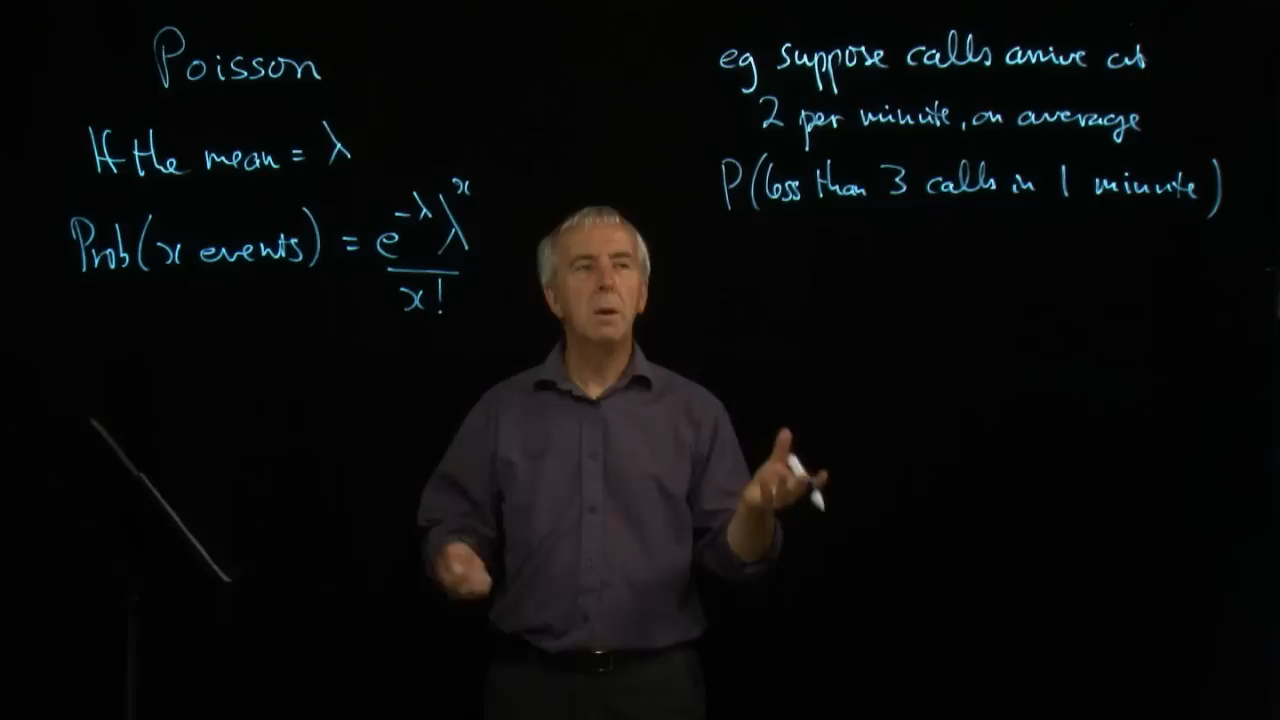 Poisson
If the mean = λ
Prob(x events) = e^-λ λ^x
x!
eg suppose calls arrive at
2 per minute, on average
P(less than 3 calls in 1 minute)